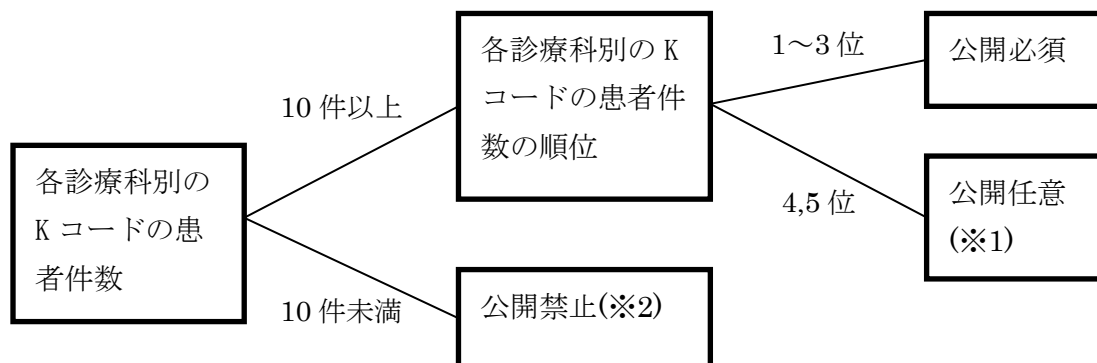 各診療科別の
K コードの患
者件数
10 件以上
10 件未満
各診療科別の K
コードの患者件
数の順位
公開禁止(※2)
1～3 位
4,5 位
公開必須
公開任意
(※1)